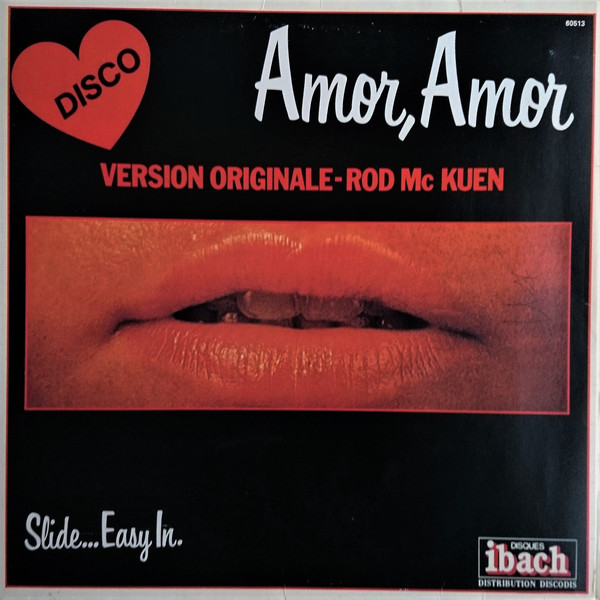 60513
DISCO
Amor, Amor
VERSION ORIGINALE-ROD Mc KUEN
Slide...Easy In.
DISQUES
ibach
DISTRIBUTION DISCODIS